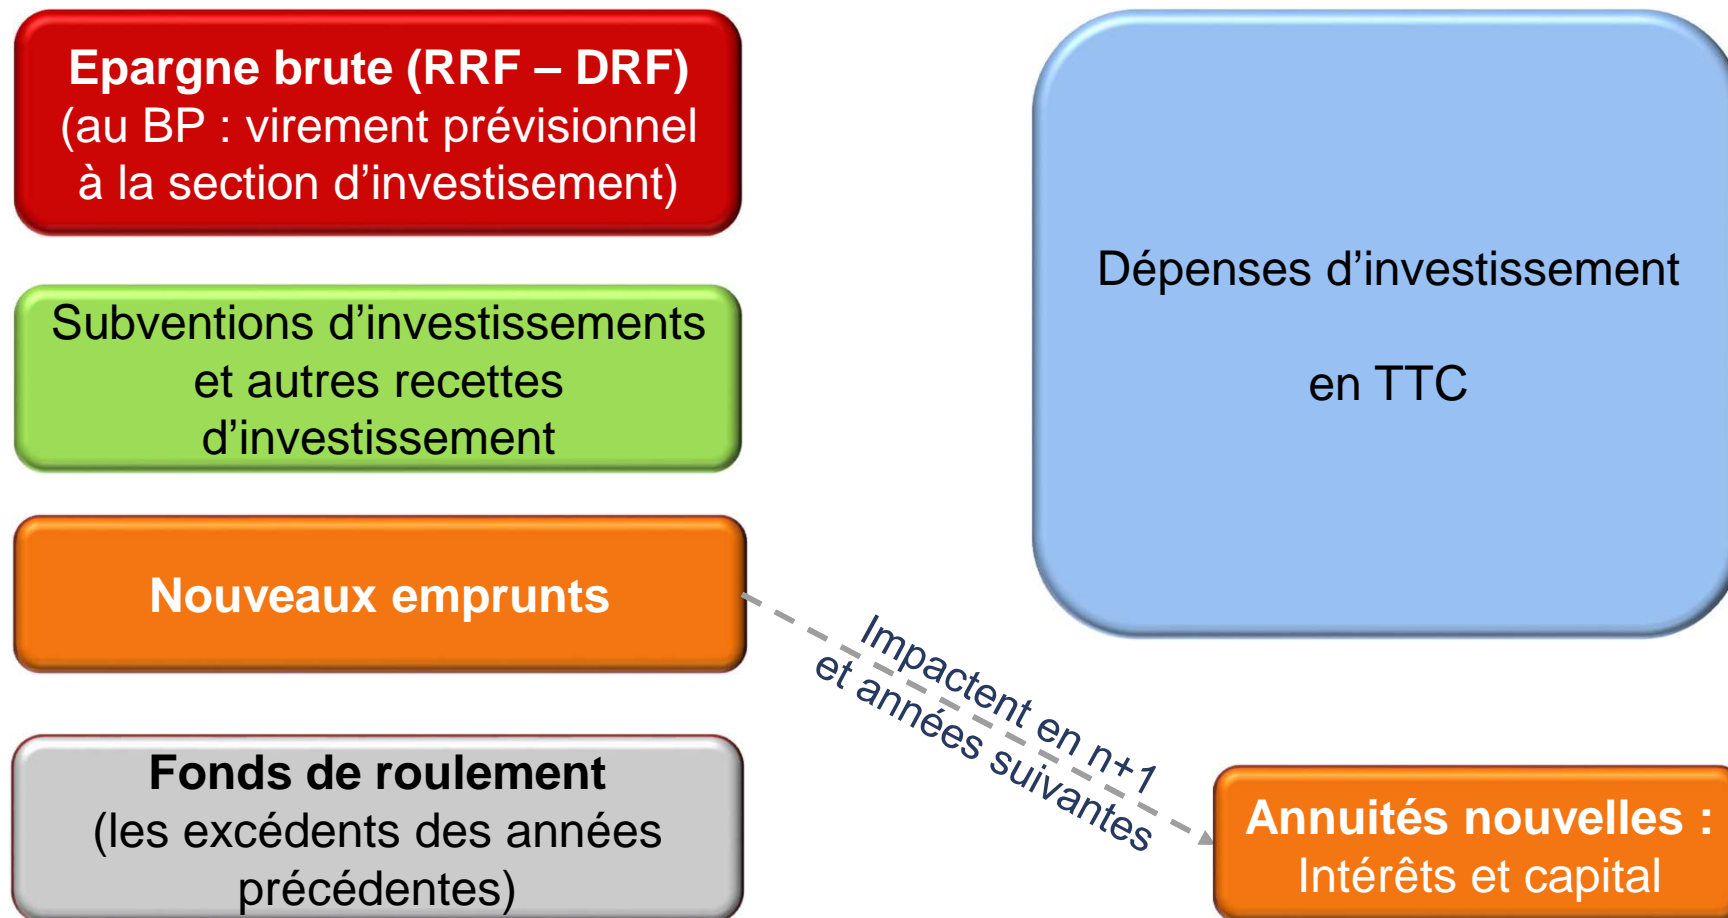 Epargne brute (RRF – DRF)
(au BP : virement prévisionnel
à la section d’investisement)
Subventions d’investissements
et autres recettes
d’investissement
Nouveaux emprunts
Fonds de roulement
(les excédents des années
précédentes)
Dépenses d’investissement
en TTC
Impactent en n+1
et années suivantes
Annuités nouvelles :
Intérêts et capital